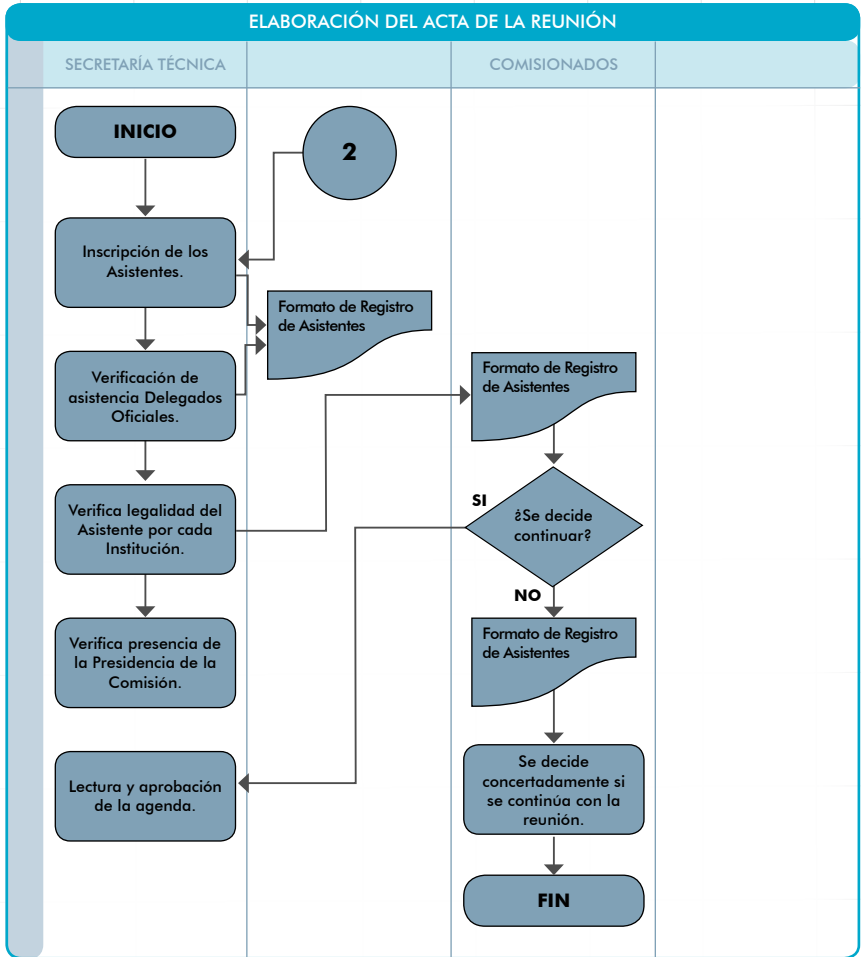 ELABORACIÓN DEL ACTA DE LA REUNIÓN
SECRETARÍA TÉCNICA
COMISIONADOS
INICIO
2
Inscripción de los
Asistentes.
Formato de Registro
de Asistentes
Verificación de
asistencia Delegados
Oficiales.
Formato de Registro
de Asistentes
Verifica legalidad del
Asistente por cada
Institución.
SI
¿Se decide
continuar?
NO
Verifica presencia de
la Presidencia de la
Comisión.
Formato de Registro
de Asistentes
Lectura y aprobación
de la agenda.
Se decide
concertadamente si
se continúa con la
reunión.
FIN